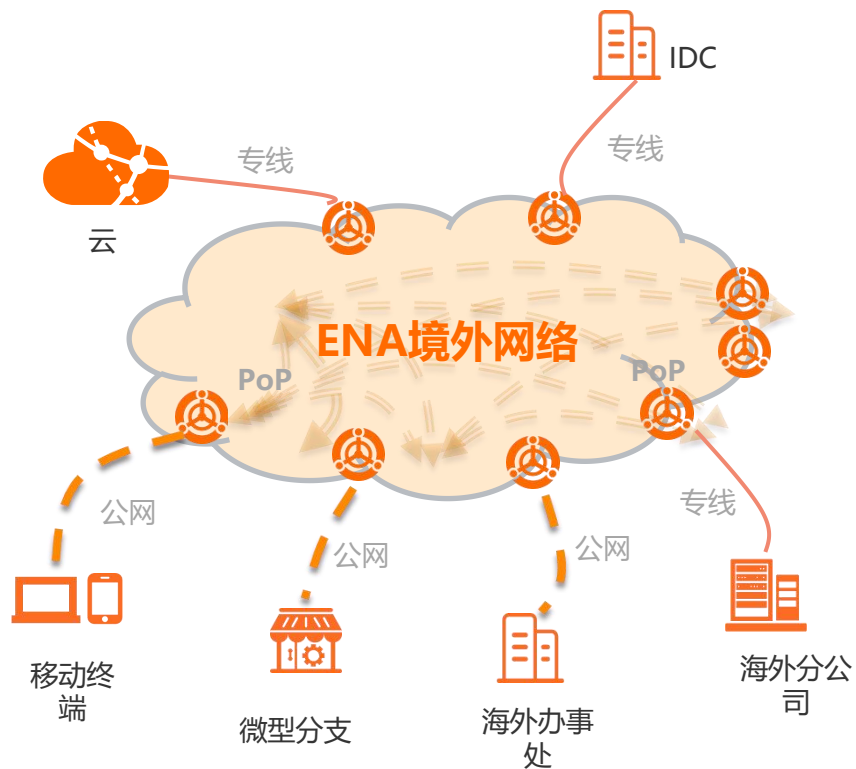 IDC
专线
专线
云
ENA境外网络
PoP
PoP
专线
公网
公网
公网
移动终
端
微型分支
海外办事
处
海外分公
司